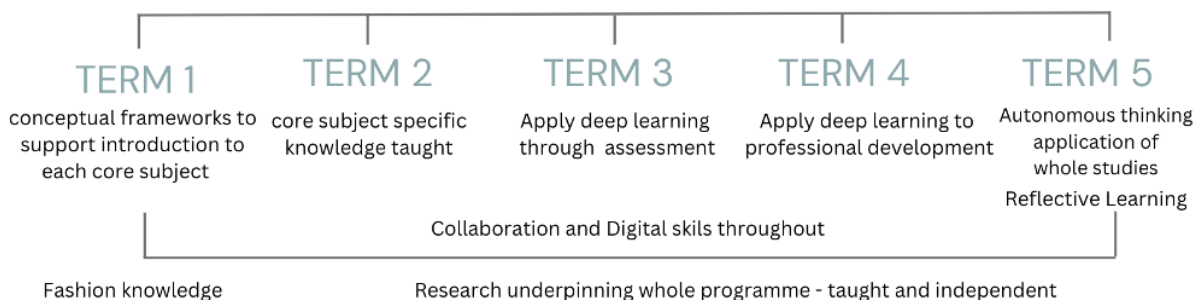 TERM 1
conceptual frameworks to
support introduction to
each core subject
TERM 2
core subject specific
knowledge taught
TERM 3
Apply deep learning
through assessment
TERM 4
Apply deep learning to
professional development
TERM 5
Autonomous thinking
application of
whole studies
Reflective Learning
Collaboration and Digital skils throughout
Fashion knowledge
Research underpinning whole programme - taught and independent